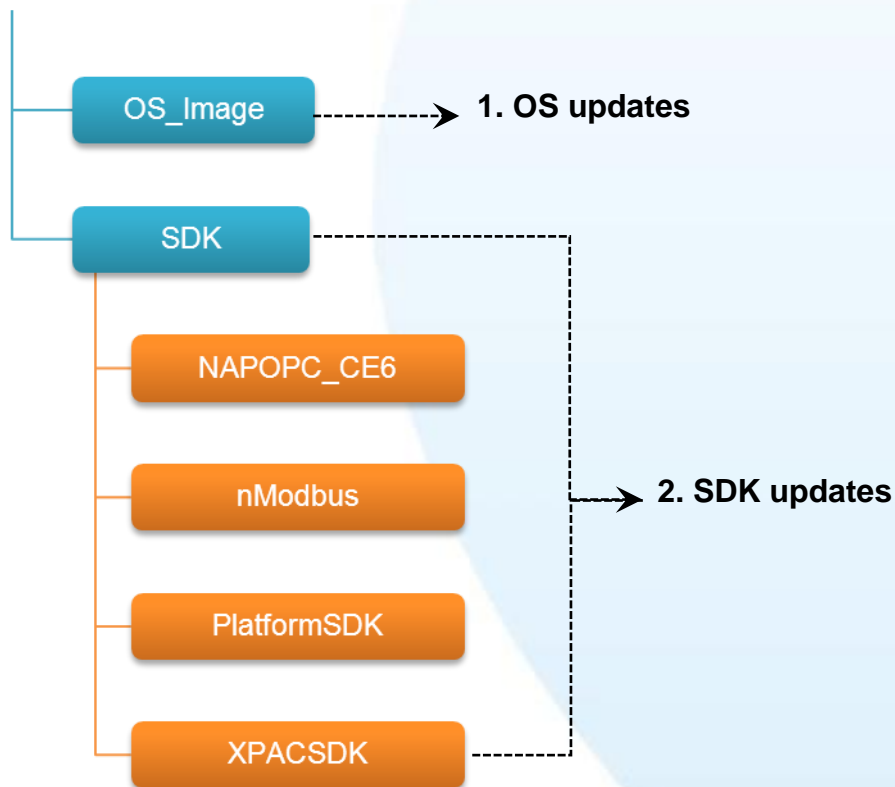 OS_Image
1. OS updates
SDK
NAPOPC_CE6
nModbus
2. SDK updates
PlatformSDK
XPACSDK